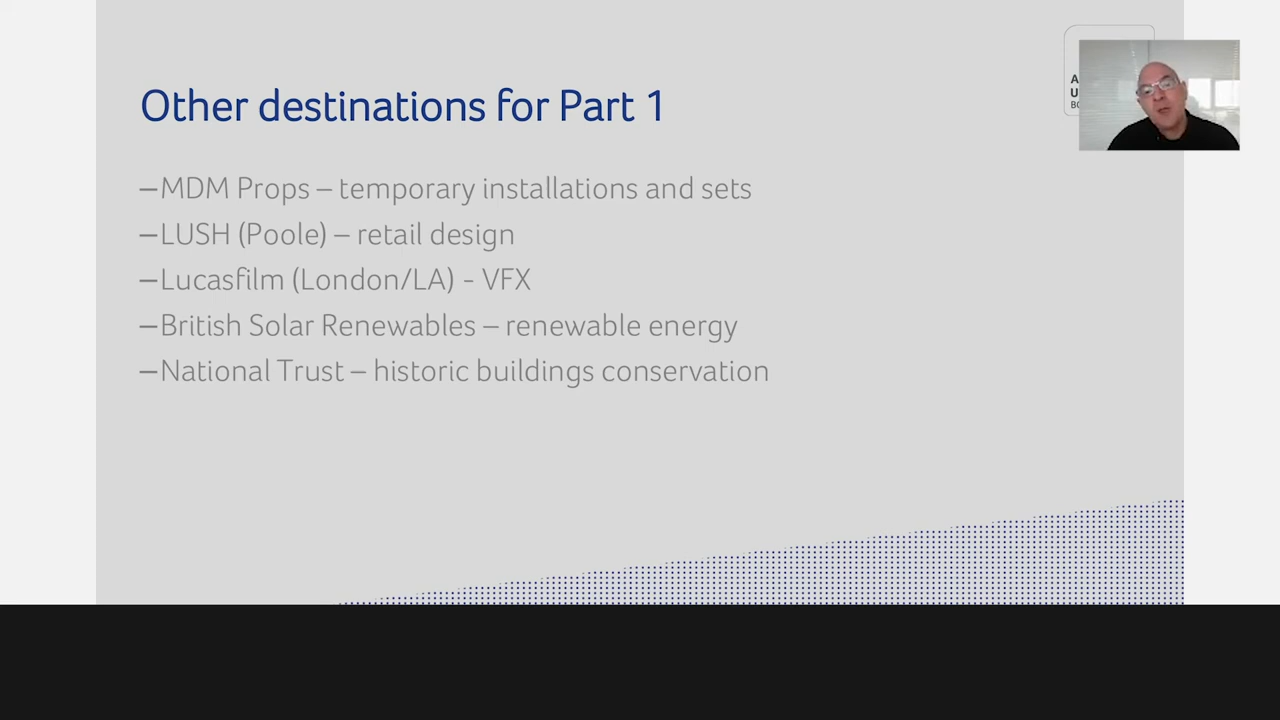 Other destinations for Part 1
–MDM Props – temporary installations and sets
–LUSH (Poole) – retail design
–Lucasfilm (London/LA) - VFX
–British Solar Renewables – renewable energy
–National Trust – historic buildings conservation